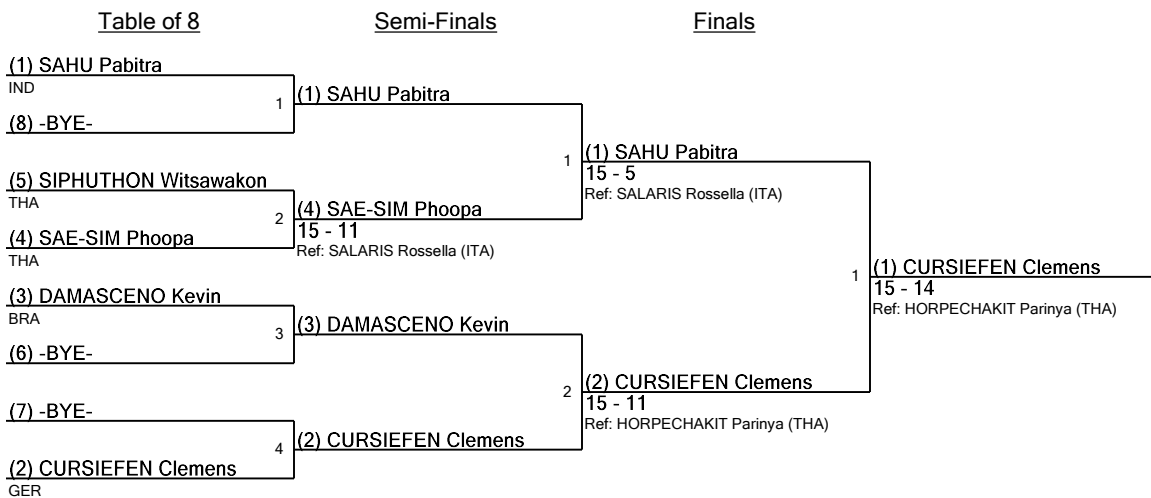 Table of 8
Semi-Finals
Finals
(1) SAHU Pabitra
IND
1
(8) -BYE-
(5) SIPHUTHON Witsawakon
THA
2
(4) SAE-SIM Phoopa
THA
(3) DAMASCENO Kevin
BRA
3
(6) -BYE-
(7) -BYE-
4
(2) CURSIEFEN Clemens
GER
(1) SAHU Pabitra
1
(4) SAE-SIM Phoopa
15 - 11
Ref: SALARIS Rossella (ITA)
(3) DAMASCENO Kevin
2
(2) CURSIEFEN Clemens
(1) SAHU Pabitra
15 - 5
Ref: SALARIS Rossella (ITA)
1
(2) CURSIEFEN Clemens
15 - 11
Ref: HORPECHAKIT Parinya (THA)
(1) CURSIEFEN Clemens
15 - 14
Ref: HORPECHAKIT Parinya (THA)